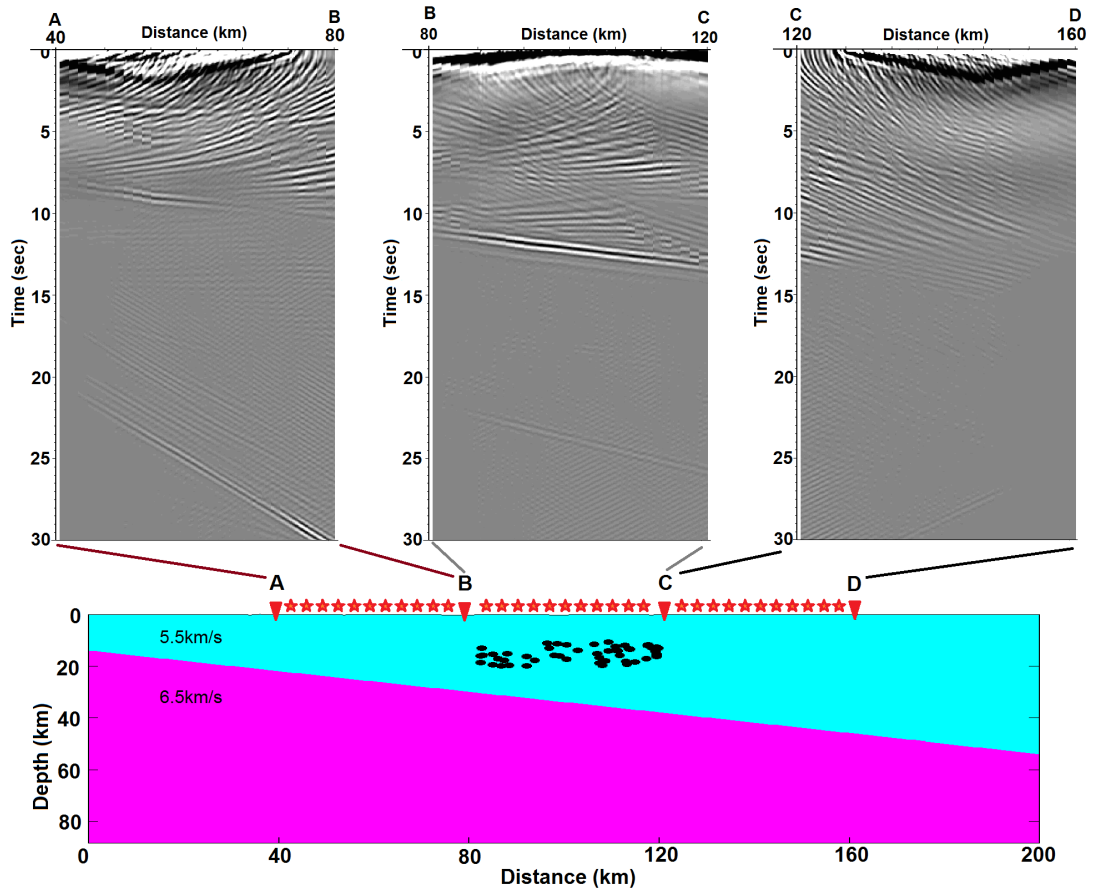 A B
40 Distance (km) 80
0
5
10
15
20
25
30
Time (sec)
B C
80 Distance (km) 120
0
5
10
15
20
25
30
Time (sec)
C D
120 Distance (km) 160
0
5
10
15
20
25
30
Time (sec)
A B C D
0
20
40
60
80
Depth (km)
5.5km/s
6.5km/s
0 40 80 120 160 200
Distance (km)